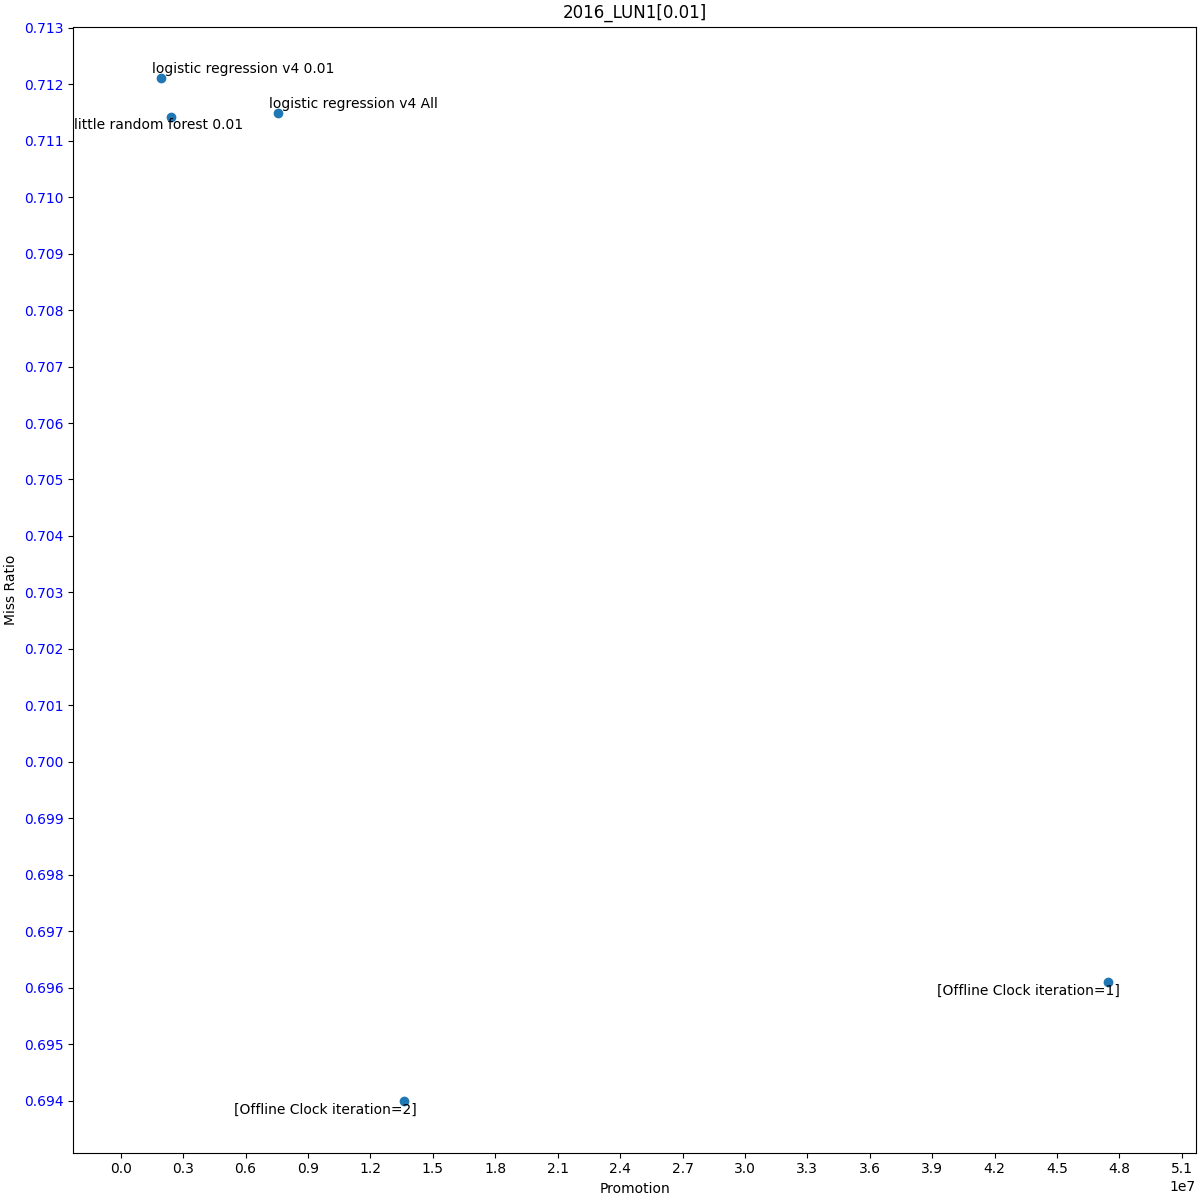 2016_LUN1[0.01]
0.713
0.712
0.711
0.710
0.709
0.708
0.707
0.706
0.705
0.704
0.703
0.702
0.701
0.700
0.699
0.698
0.697
0.696
0.695
0.694
Miss Ratio
logistic regression v4 0.01
logistic regression v4 All
little random forest 0.01
[Offline Clock iteration=1]
[Offline Clock iteration=2]
0.0 0.3 0.6 0.9 1.2 1.5 1.8 2.1 2.4 2.7 3.0 3.3 3.6 3.9 4.2 4.5 4.8 5.1
1e7
Promotion